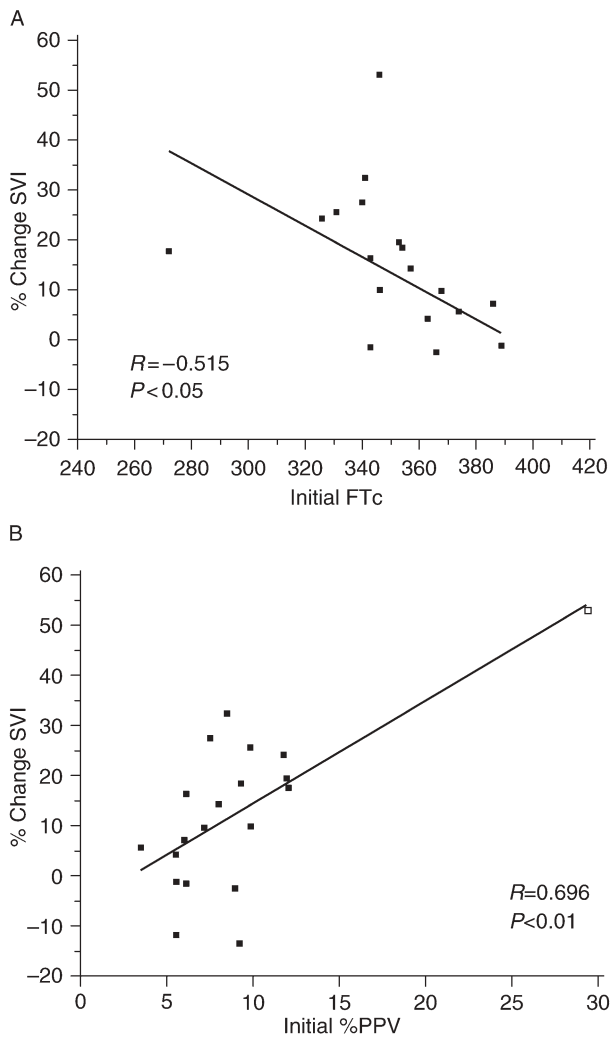 A
60
50
40
30
20
10
0
−10
−20
% Change SVI
R=−0.515
P<0.05
240 260 280 300 320 340 360 380 400 420
Initial FTc
B
60
50
40
30
20
10
0
−10
−20
% Change SVI
R=0.696
P<0.01
0 5 10 15 20 25 30
Initial %PPV